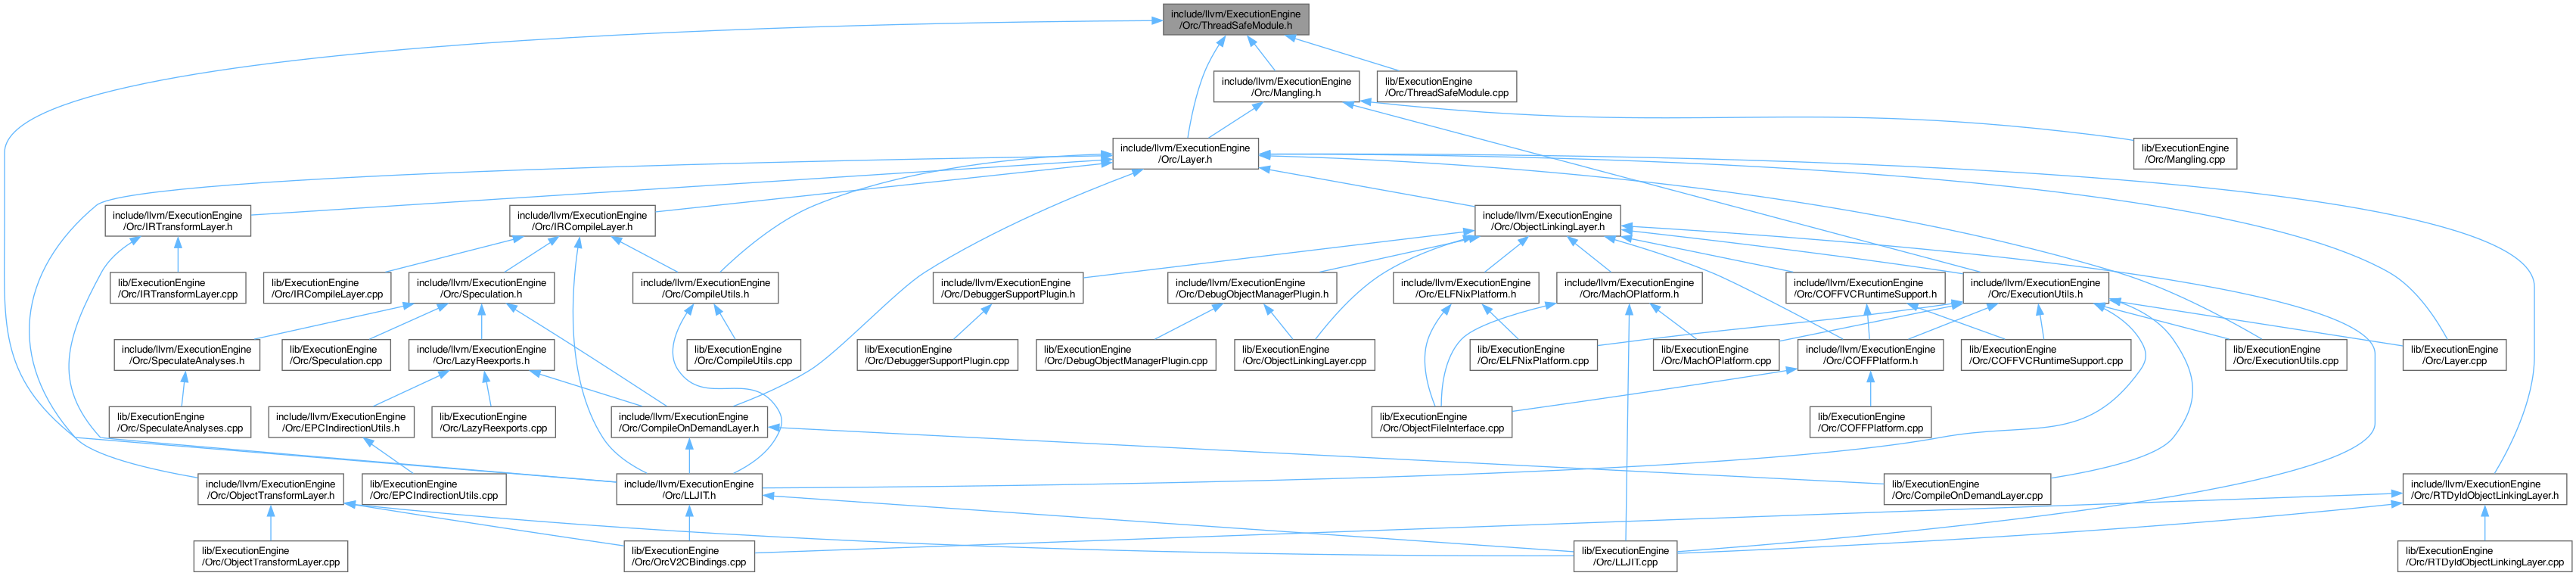 include/llvm/ExecutionEngine
/Orc/ThreadSafeModule.h
include/llvm/ExecutionEngine
/Orc/Mangling.h
lib/ExecutionEngine
/Orc/ThreadSafeModule.cpp
include/llvm/ExecutionEngine
/Orc/Layer.h
lib/ExecutionEngine
/Orc/Mangling.cpp
include/llvm/ExecutionEngine
/Orc/IRTransformLayer.h
include/llvm/ExecutionEngine
/Orc/IRCompileLayer.h
include/llvm/ExecutionEngine
/Orc/ObjectLinkingLayer.h
lib/ExecutionEngine
/Orc/IRTransformLayer.cpp
lib/ExecutionEngine
/Orc/IRCompileLayer.cpp
include/llvm/ExecutionEngine
/Orc/Speculation.h
include/llvm/ExecutionEngine
/Orc/CompileUtils.h
include/llvm/ExecutionEngine
/Orc/DebuggerSupportPlugin.h
include/llvm/ExecutionEngine
/Orc/DebugObjectManagerPlugin.h
include/llvm/ExecutionEngine
/Orc/ELFNixPlatform.h
include/llvm/ExecutionEngine
/Orc/MachOPlatform.h
include/llvm/ExecutionEngine
/Orc/COFFVCRuntimeSupport.h
include/llvm/ExecutionEngine
/Orc/ExecutionUtils.h
include/llvm/ExecutionEngine
/Orc/SpeculateAnalyses.h
lib/ExecutionEngine
/Orc/Speculation.cpp
include/llvm/ExecutionEngine
/Orc/LazyReexports.h
lib/ExecutionEngine
/Orc/CompileUtils.cpp
lib/ExecutionEngine
/Orc/DebuggerSupportPlugin.cpp
lib/ExecutionEngine
/Orc/DebugObjectManagerPlugin.cpp
lib/ExecutionEngine
/Orc/ObjectLinkingLayer.cpp
lib/ExecutionEngine
/Orc/ELFNixPlatform.cpp
lib/ExecutionEngine
/Orc/MachOPlatform.cpp
include/llvm/ExecutionEngine
/Orc/COFFPlatform.h
lib/ExecutionEngine
/Orc/COFFVCRuntimeSupport.cpp
lib/ExecutionEngine
/Orc/ExecutionUtils.cpp
lib/ExecutionEngine
/Orc/Layer.cpp
lib/ExecutionEngine
/Orc/SpeculateAnalyses.cpp
include/llvm/ExecutionEngine
/Orc/EPCIndirectionUtils.h
lib/ExecutionEngine
/Orc/LazyReexports.cpp
include/llvm/ExecutionEngine
/Orc/CompileOnDemandLayer.h
lib/ExecutionEngine
/Orc/ObjectFileInterface.cpp
lib/ExecutionEngine
/Orc/COFFPlatform.cpp
include/llvm/ExecutionEngine
/Orc/ObjectTransformLayer.h
lib/ExecutionEngine
/Orc/EPCIndirectionUtils.cpp
include/llvm/ExecutionEngine
/Orc/LLJIT.h
lib/ExecutionEngine
/Orc/CompileOnDemandLayer.cpp
include/llvm/ExecutionEngine
/Orc/RTDyldObjectLinkingLayer.h
lib/ExecutionEngine
/Orc/ObjectTransformLayer.cpp
lib/ExecutionEngine
/Orc/OrcV2CBindings.cpp
lib/ExecutionEngine
/Orc/LLJIT.cpp
lib/ExecutionEngine
/Orc/RTDyldObjectLinkingLayer.cpp